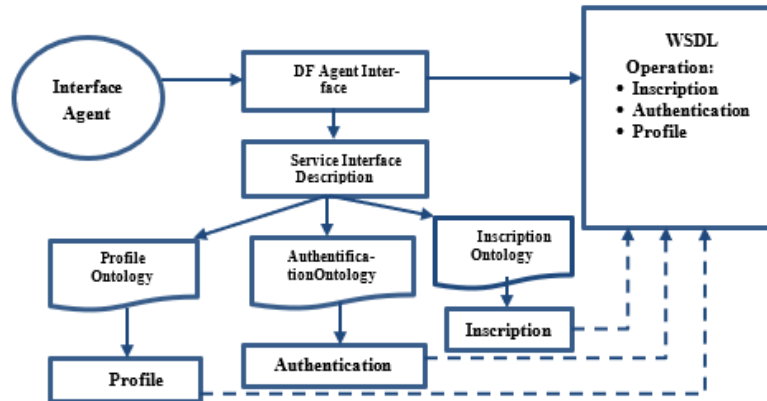 WSDL
Operation:
• Inscription
• Authentication
• Profile
DF Agent Inter-
face
Interface
Agent
Service Interface
Description
Profile
Ontology
Authentifica-
tionOntology
Inscription
Ontology
Inscription
Authentication
Profile